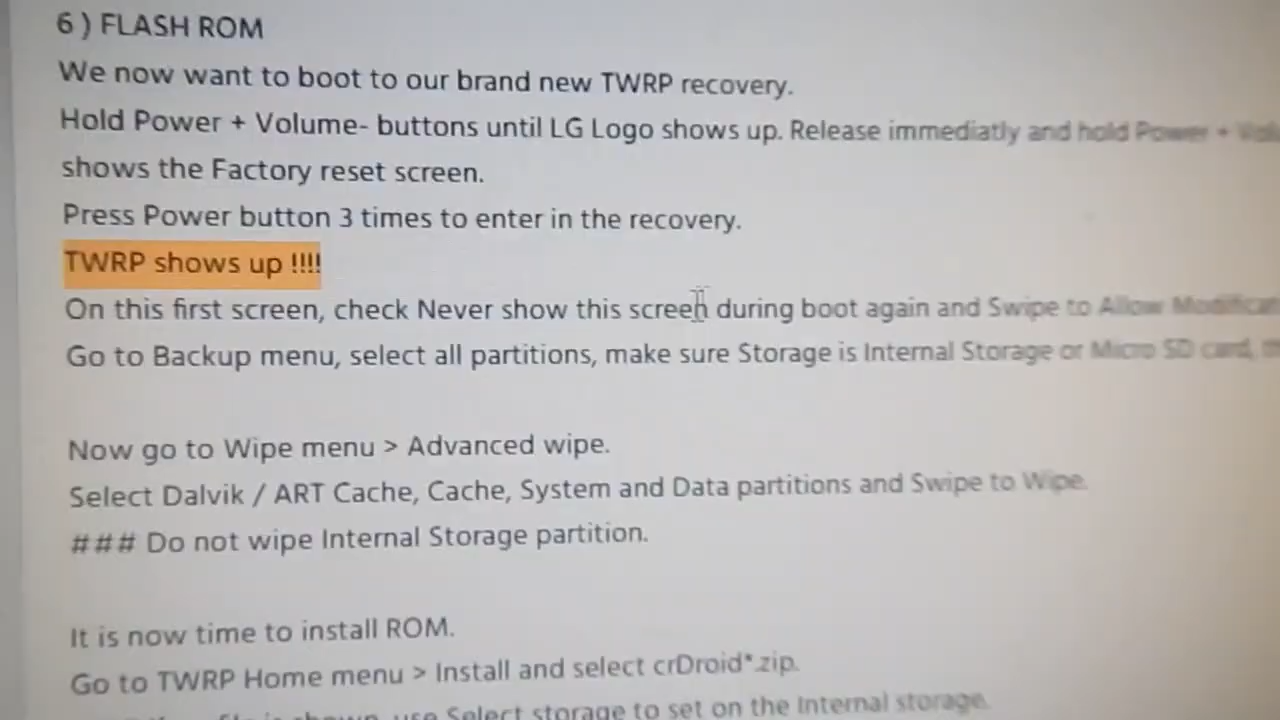 6 ) FLASH ROM
We now want to boot to our brand new TWRP recovery.
Hold Power + Volume- buttons until LG Logo shows up. Release immediatly and hold Power +
shows the Factory reset screen.
Press Power button 3 times to enter in the recovery.
TWRP shows up !!!!
On this first screen, check Never show this screen during boot again and Swipe to Allow
Go to Backup menu, select all partitions, make sure Storage is Internal Storage or Micro SD card,
Now go to Wipe menu > Advanced wipe.
Select Dalvik / ART Cache, Cache, System and Data partitions and Swipe to Wipe.
### Do not wipe Internal Storage partition.
It is now time to install ROM.
Go to TWRP Home menu > Install and select crDroid*.zip.
shown, use Select storage to set on the Internal storage.